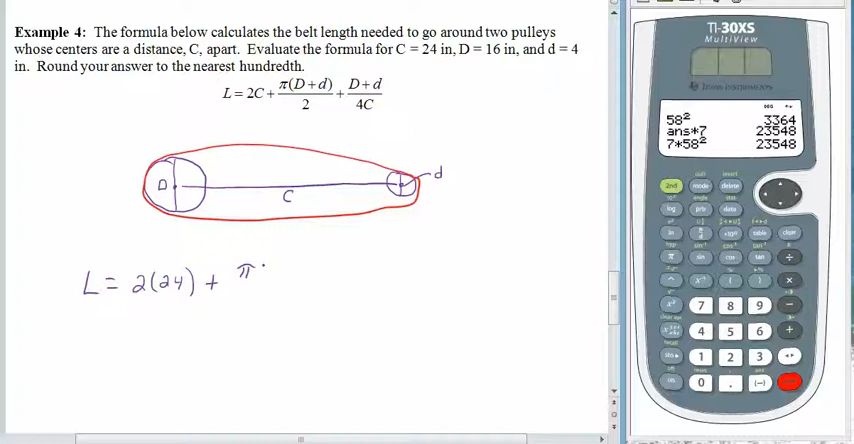 Example 4: The formula below calculates the belt length needed to go around two pulleys
whose centers are a distance, C, apart. Evaluate the formula for C = 24 in, D = 16 in, and d = 4
in. Round your answer to the nearest hundredth.
L = 2C + π(D+d)/2 + D+d/4C
D
C
d
L = 2(24) + π·
TI-30XS
MultiView
58² 3364
ans*7 23548
7*58² 23548
2nd mode delete
log prb data
ln n/d table clear
π sin cos tan ÷
^ x⁻¹ ( ) ×
x² 7 8 9 −
4 5 6 +
sto▸ 1 2 3
on 0 . (−)